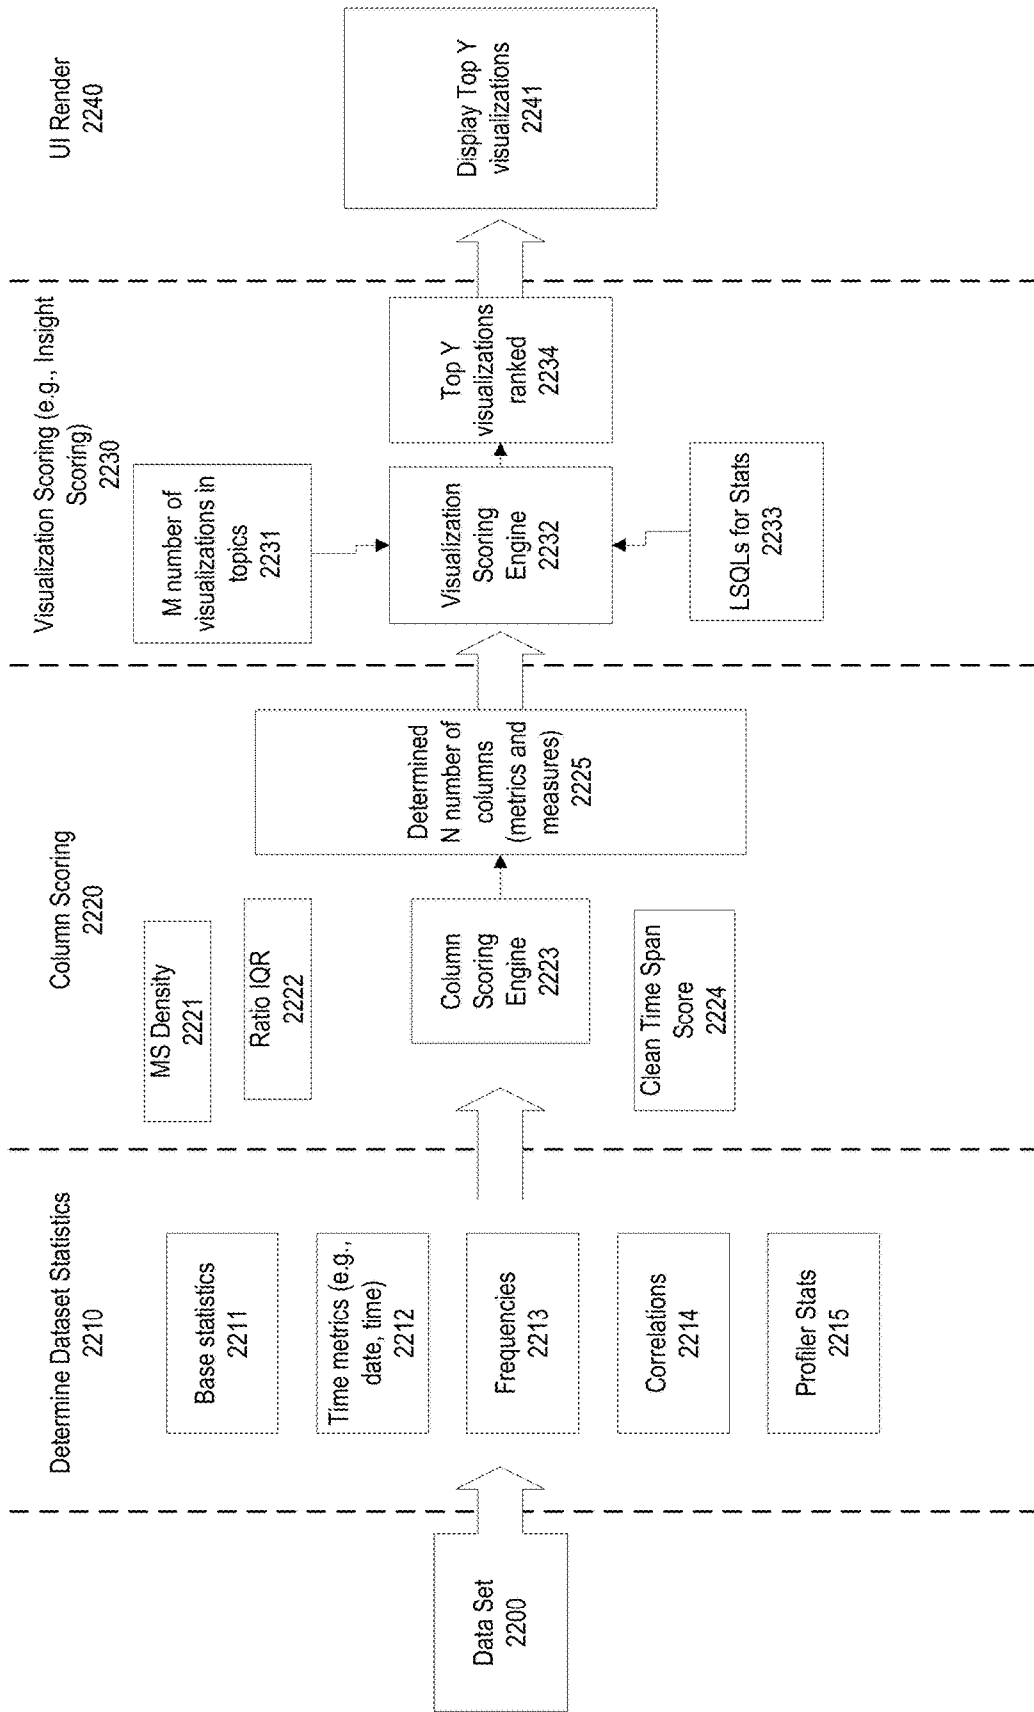 Data Set
2200
Determine Dataset Statistics
2210
Base statistics
2211
Time metrics (e.g.,
date, time)
2212
Frequencies
2213
Correlations
2214
Profiler Stats
2215
Column Scoring
2220
MS Density
2221
Ratio IQR
2222
Column
Scoring
Engine
2223
Clean Time Span
Score
2224
Determined
N number of
columns
(metrics and
measures)
2225
Visualization Scoring (e.g., Insight
Scoring)
2230
M number of
visualizations in
topics
2231
Visualization
Scoring
Engine
2232
LSQLs for Stats
2233
Top Y
visualizations
ranked
2234
UI Render
2240
Display Top Y
visualizations
2241